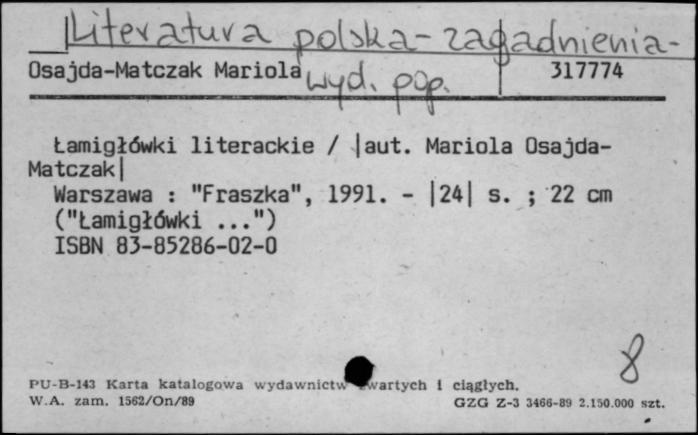 Literatura polska-zagadnienia-
Osajda-Matczak Mariola wyd. pop. 317774
Łamigłówki literackie / |aut. Mariola Osajda-
Matczak|
Warszawa : "Fraszka", 1991. - |24| s. ; 22 cm
("Łamigłówki ...")
ISBN 83-85286-02-0
8
PU-B-143 Karta katalogowa wydawnictw zwartych i ciągłych.
W.A. zam. 1562/On/89 GZG Z-3 3466-89 2.150.000 szt.